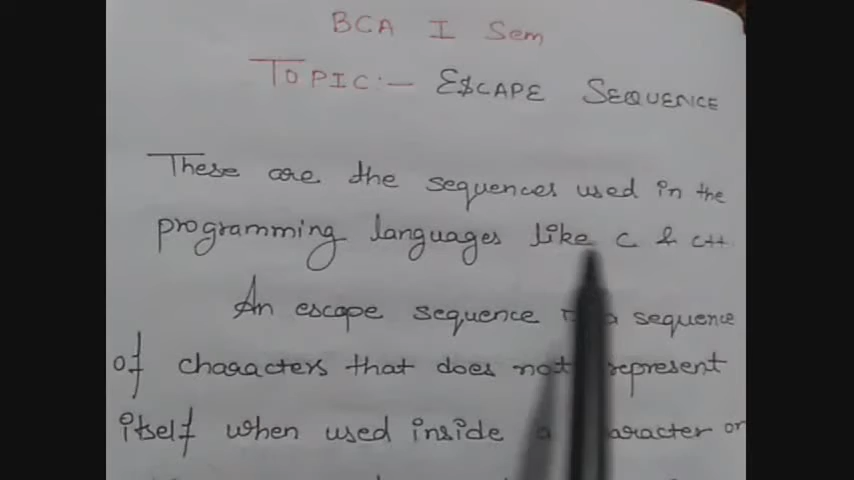 BCA I Sem
TOPIC:- ESCAPE SEQUENCE
These are the sequences used in the
programming languages like C & C++
An escape sequence a sequence
of characters that does not represent
itself when used inside a or